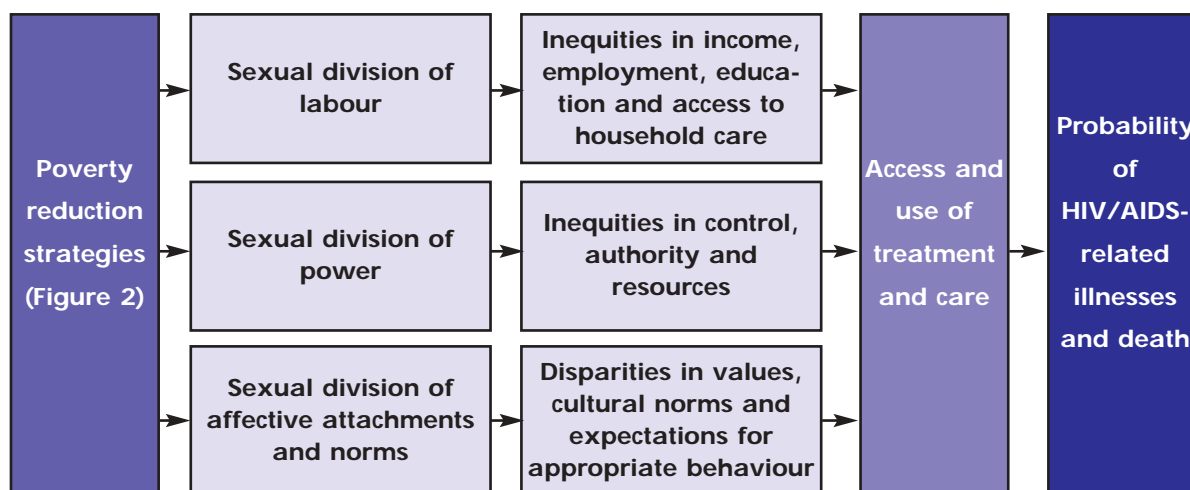 Poverty
reduction
strategies
(Figure 2)
Sexual division of
labour
Inequities in income,
employment, educa-
tion and access to
household care
Sexual division of
power
Inequities in control,
authority and
resources
Sexual division of
affective attachments
and norms
Disparities in values,
cultural norms and
expectations for
appropriate behaviour
Access and
use of
treatment
and care
Probability
of
HIV/AIDS-
related
illnesses
and death